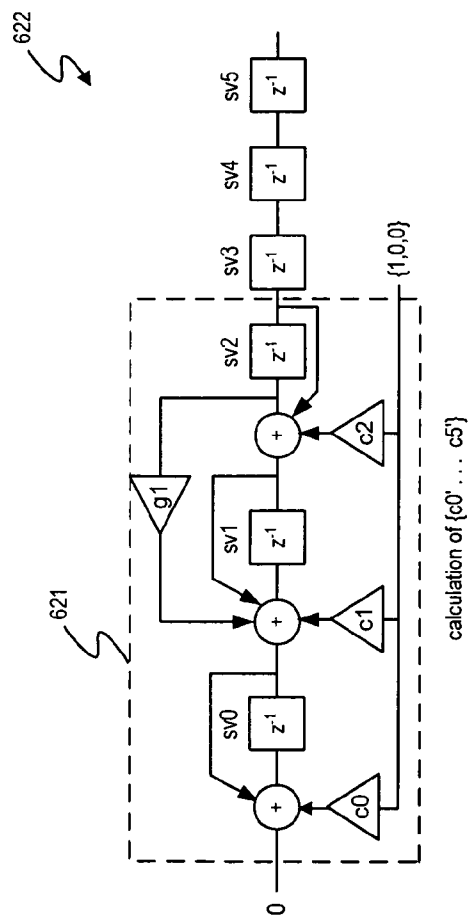 622
621
g1
sv0
sv1
sv2
sv3
sv4
sv5
0
+
z⁻¹
+
z⁻¹
+
z⁻¹
z⁻¹
z⁻¹
z⁻¹
c0
c1
c2
{1,0,0}
calculation of {c0' . . . c5'}